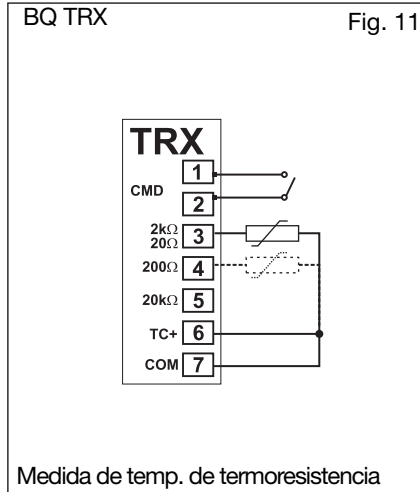 BQ TRX
Fig. 11
TRX
1
CMD
2
2kΩ
20Ω 3
200Ω 4
20kΩ 5
TC+ 6
COM 7
Medida de temp. de termoresistencia